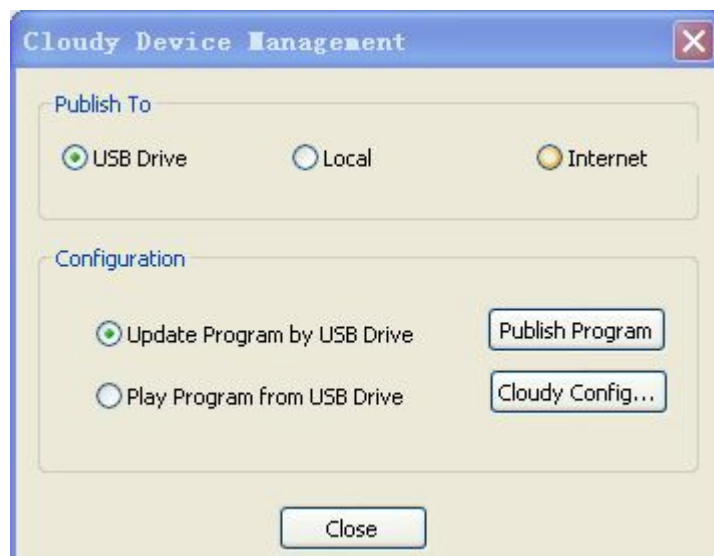 Cloudy Device Management
Publish To
USB Drive Local Internet
Configuration
Update Program by USB Drive Publish Program
Play Program from USB Drive Cloudy Config...
Close